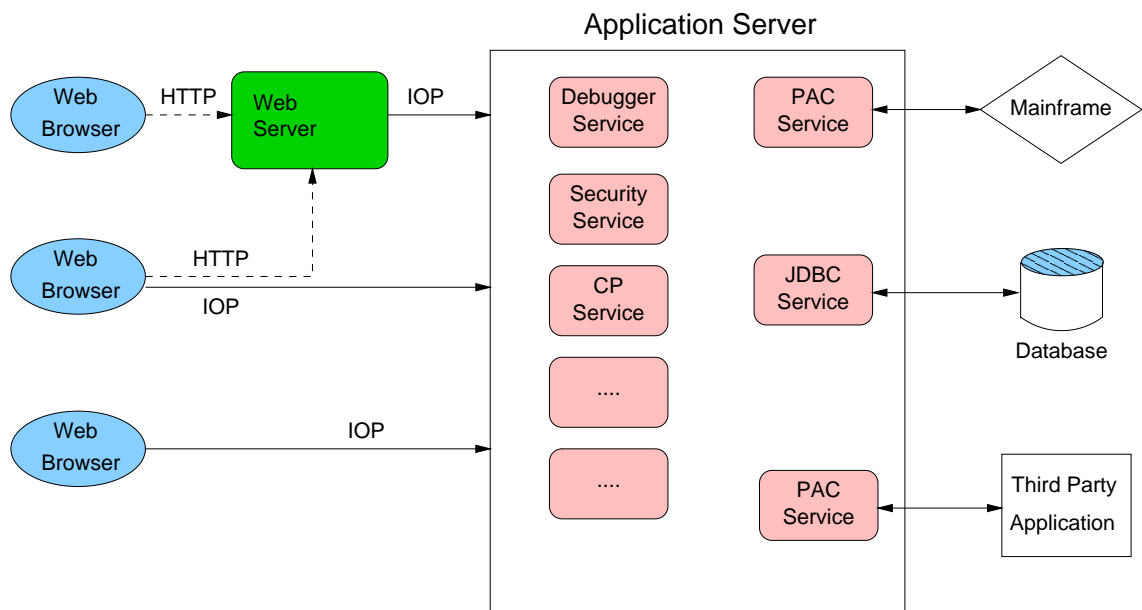 Application Server
Web
Browser
HTTP
Web
Server
IOP
Debugger
Service
PAC
Service
Mainframe
Security
Service
Web
Browser
HTTP
IOP
CP
Service
JDBC
Service
Database
....
Web
Browser
IOP
....
PAC
Service
Third Party
Application